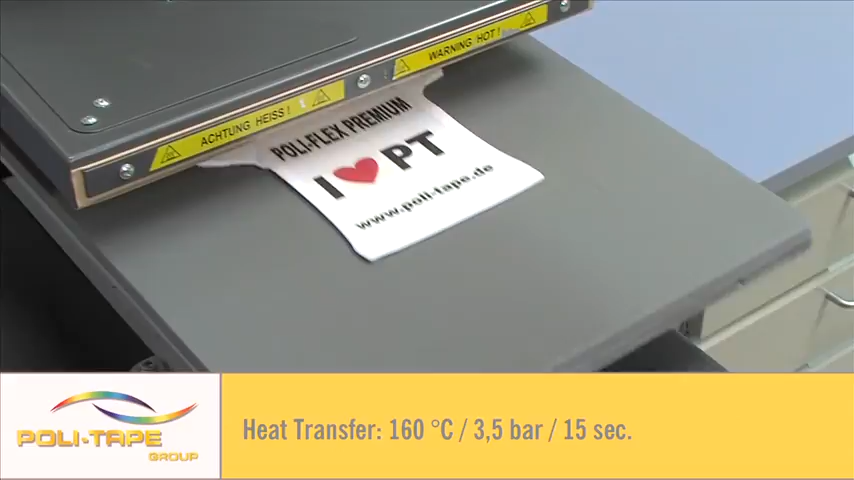 WARNING HOT!
ACHTUNG HEISS!
POLI-FLEX PREMIUM
I ❤ PT
www.poli-tape.de
POLI-TAPE
GROUP
Heat Transfer: 160 °C / 3,5 bar / 15 sec.